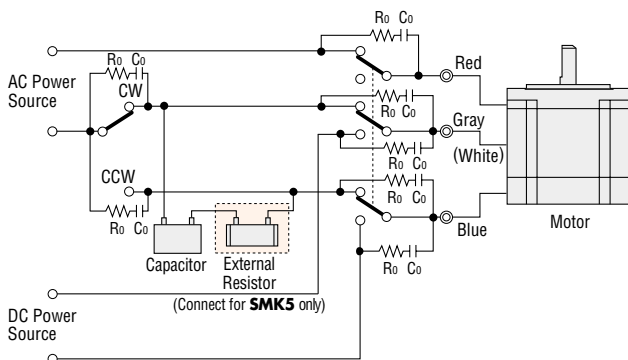 R₀ C₀
R₀ C₀
AC Power
Source
CW
R₀ C₀
Red
Gray
(White)
R₀ C₀
R₀ C₀
CCW
R₀ C₀
Blue
Motor
R₀ C₀
Capacitor
External
Resistor
(Connect for SMK5 only)
DC Power
Source